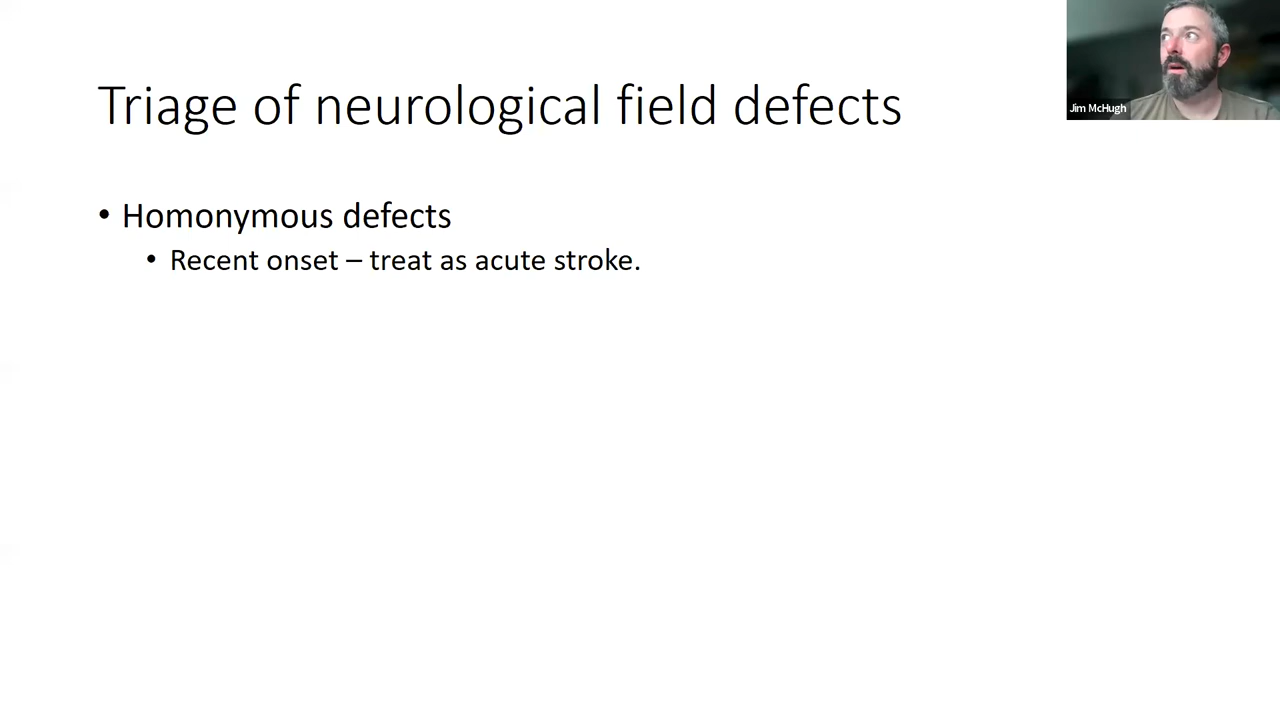 Triage of neurological field defects
Jim McHugh
• Homonymous defects
• Recent onset – treat as acute stroke.